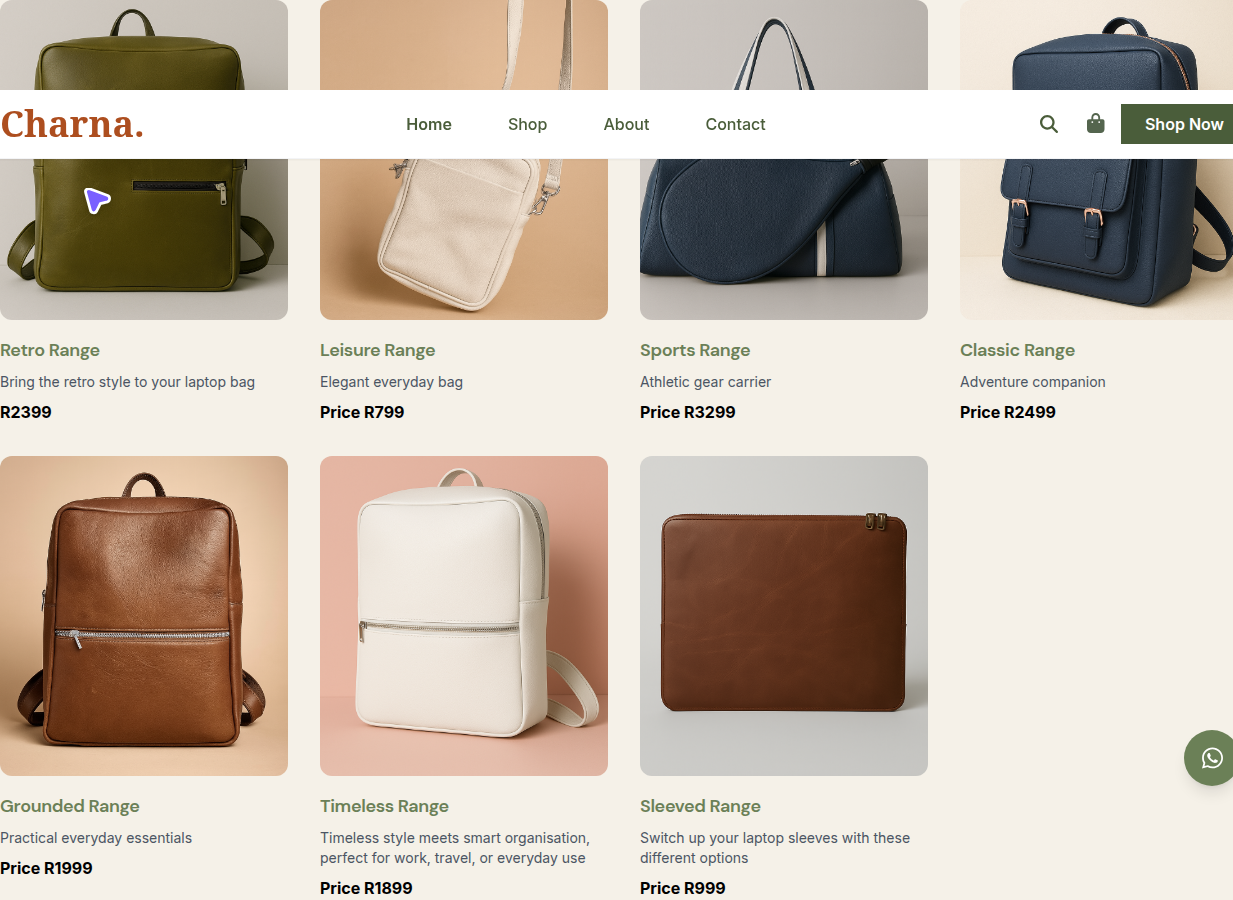 Charna.
Home
Shop
About
Contact
Shop Now
Retro Range
Bring the retro style to your laptop bag
R2399
Leisure Range
Elegant everyday bag
Price R799
Sports Range
Athletic gear carrier
Price R3299
Classic Range
Adventure companion
Price R2499
Grounded Range
Practical everyday essentials
Price R1999
Timeless Range
Timeless style meets smart organisation,
perfect for work, travel, or everyday use
Price R1899
Sleeved Range
Switch up your laptop sleeves with these
different options
Price R999